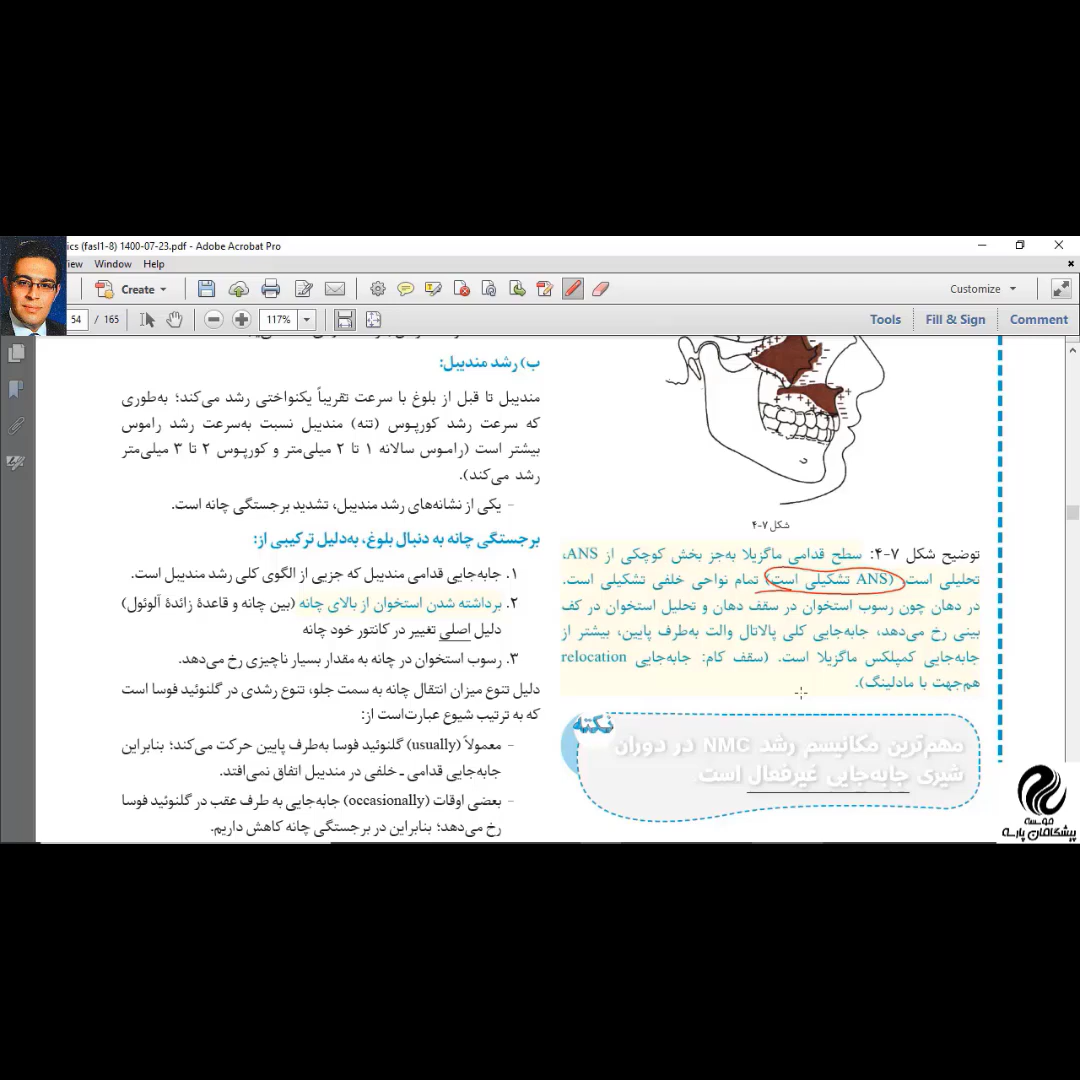 ics (fasl1-8) 1400-07-23.pdf - Adobe Acrobat Pro
iew Window Help
Create
Customize
54 / 165
117%
Tools Fill & Sign Comment
شکل ۷-۴
توضیح شکل ۷-۴: سطح قدامی ماگزیلا به‌جز بخش کوچکی از ANS،
تحلیلی است (ANS تشکیلی است) تمام نواحی خلفی تشکیلی است.
در دهان چون رسوب استخوان در سقف دهان و تحلیل استخوان در کف
بینی رخ می‌دهد، جابه‌جایی کلی پالاتال والت به‌طرف پایین، بیشتر از
جابه‌جایی کمپلکس ماگزیلا است. (سقف کام: جابه‌جایی relocation
هم‌جهت با مادلینگ).
نکته
مهم‌ترین مکانیسم رشد NMC در دوران
شیری جابه‌جایی غیرفعال است.
ب) رشد مندیبل:
مندیبل تا قبل از بلوغ با سرعت تقریباً یکنواختی رشد می‌کند؛ به‌طوری
که سرعت رشد کورپوس (تنه) مندیبل نسبت به‌سرعت رشد راموس
بیشتر است (راموس سالانه ۱ تا ۲ میلی‌متر و کورپوس ۲ تا ۳ میلی‌متر
رشد می‌کند).
- یکی از نشانه‌های رشد مندیبل، تشدید برجستگی چانه است.
برجستگی چانه به دنبال بلوغ، به‌دلیل ترکیبی از:
۱. جابه‌جایی قدامی مندیبل که جزیی از الگوی کلی رشد مندیبل است.
۲. برداشته شدن استخوان از بالای چانه (بین چانه و قاعدۀ زائدۀ آلوئول)
دلیل اصلی تغییر در کانتور خود چانه
۳. رسوب استخوان در چانه به مقدار بسیار ناچیزی رخ می‌دهد.
دلیل تنوع میزان انتقال چانه به سمت جلو، تنوع رشدی در گلنوئید فوسا است
که به ترتیب شیوع عبارت‌است از:
- معمولاً (usually) گلنوئید فوسا به‌طرف پایین حرکت می‌کند؛ بنابراین
جابه‌جایی قدامی ـ خلفی در مندیبل اتفاق نمی‌افتد.
- بعضی اوقات (occasionally) جابه‌جایی به طرف عقب در گلنوئید فوسا
رخ می‌دهد؛ بنابراین در برجستگی چانه کاهش داریم.
موسسه
پیشگامان پارسه